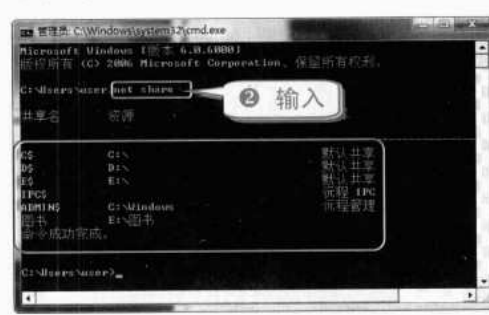 管理员: C:\Windows\system32\cmd.exe
Microsoft Windows [版本 6.0.6000]
版权所有 (C) 2006 Microsoft Corporation。保留所有权利。
C:\Users\user>net share
❷ 输入
共享名 资源
C$ C:\ 默认共享
D$ D:\ 默认共享
E$ E:\ 默认共享
IPC$ 远程 IPC
ADMIN$ C:\Windows 远程管理
图书 E:\图书
命令成功完成。
C:\Users\user>_